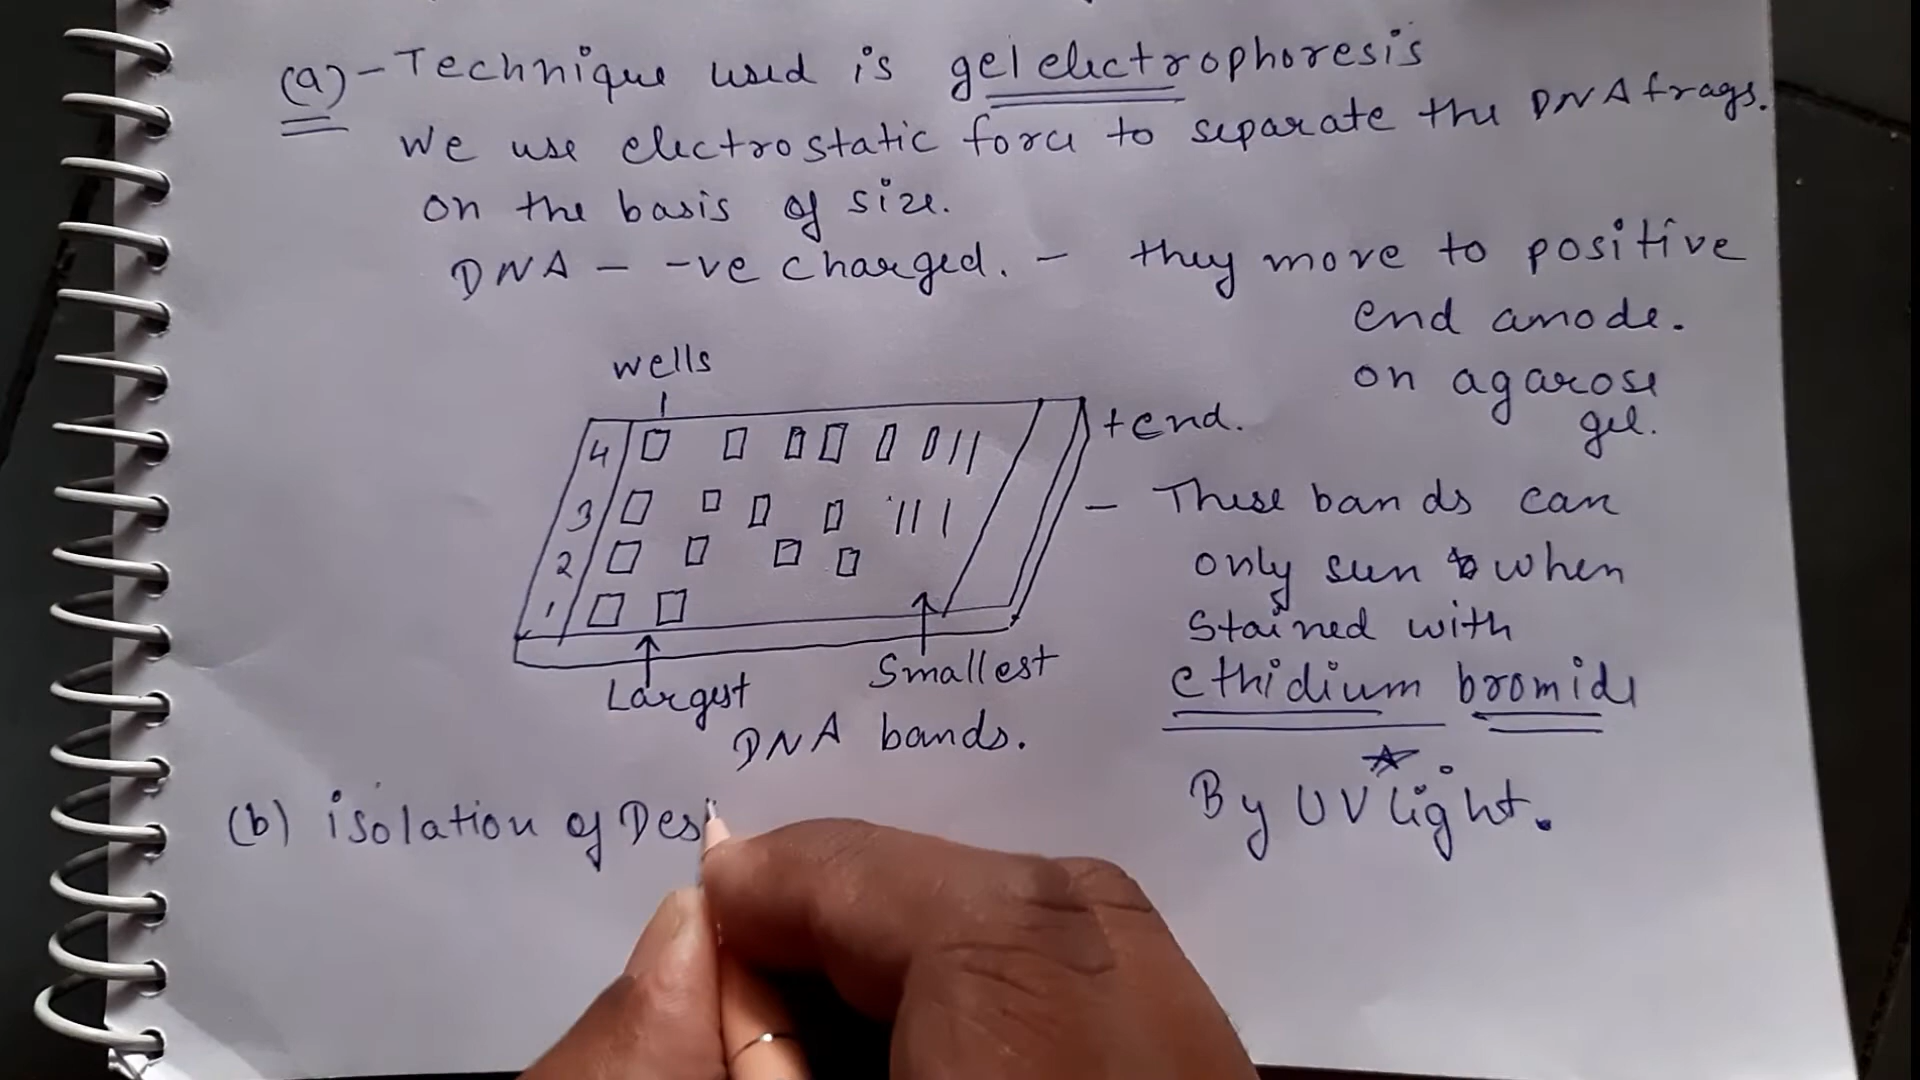 (a) - Technique used is gel electrophoresis
We use electrostatic force to separate the DNA frags.
on the basis of size.
DNA - -ve charged. - they move to positive
end anode.
on agarose
gel.
wells
+ end.
4
3
2
1
Largest
Smallest
DNA bands.
- These bands can
only seen when
stained with
ethidium bromide
By UV light.
(b) isolation of Desi